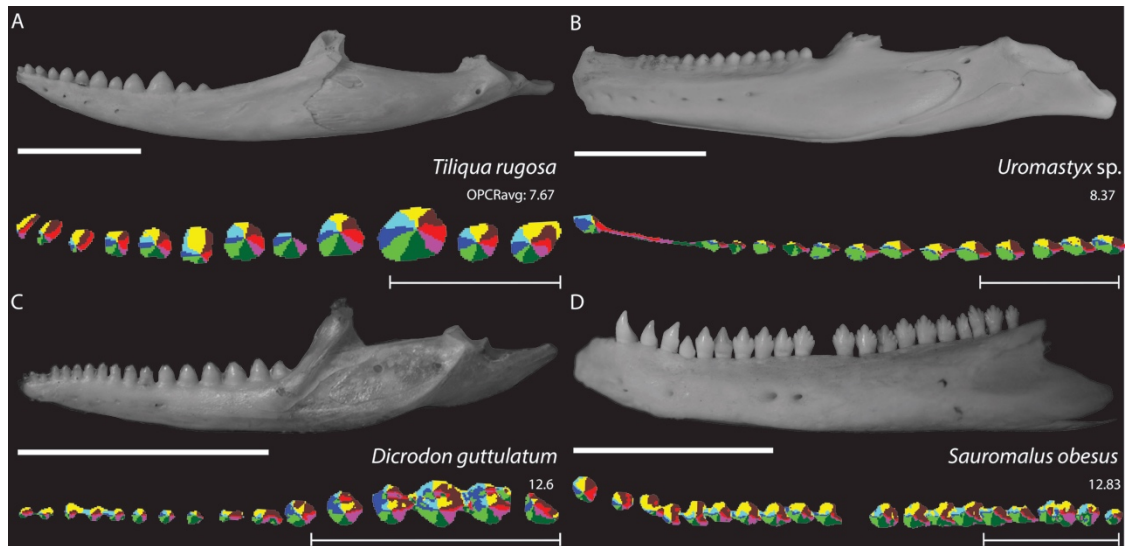 A
Tiliqua rugosa
OPCRavg: 7.67
B
Uromastyx sp.
8.37
C
Dicrodon guttulatum
12.6
D
Sauromalus obesus
12.83